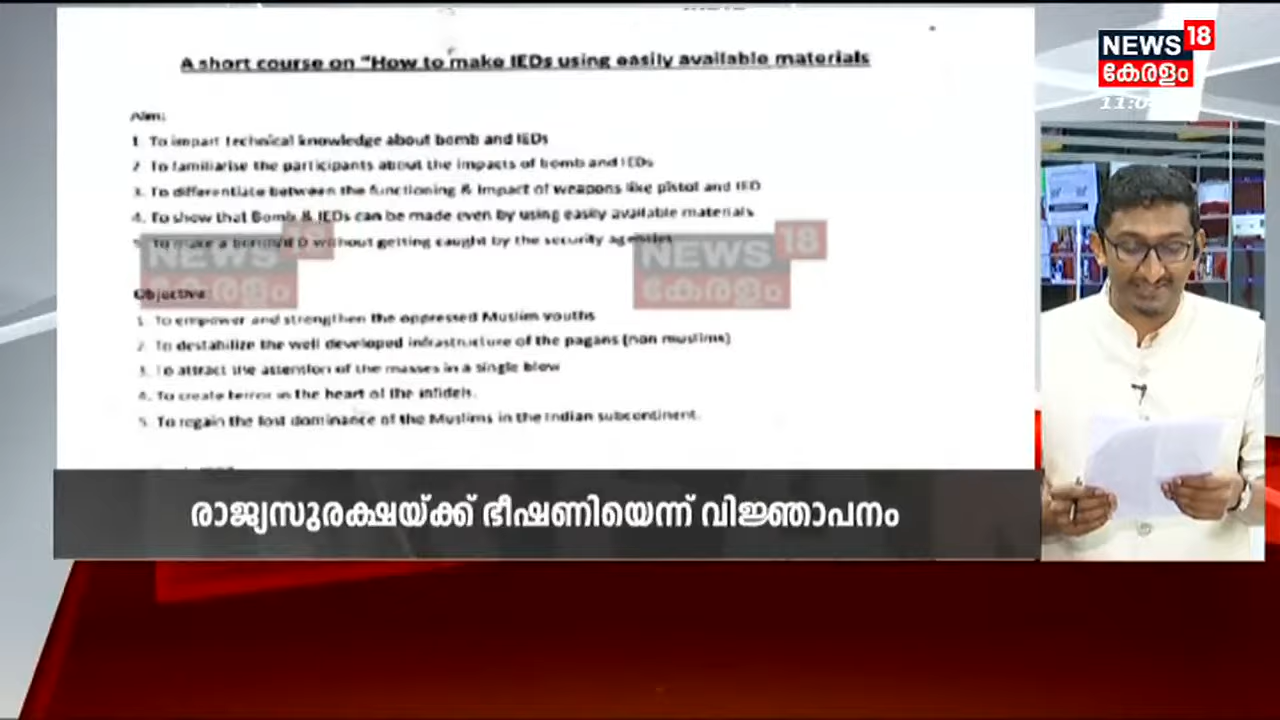 A short course on "How to make IEDs using easily available materials
Aim:
1. To impart technical knowledge about bomb and IEDs
2. To familiarise the participants about the impacts of bomb and IEDs
3. To differentiate between the functioning & impact of weapons like pistol and IED
4. To show that Bomb & IEDs can be made even by using easily available materials
5. To make a bomb/IED without getting caught by the security agencies
Objective
1. To empower and strengthen the oppressed Muslim youths
2. To destabilize the well developed infrastructure of the pagans (non muslims)
3. To attract the attention of the masses in a single blow
4. To create terror in the heart of the infidels.
5. To regain the lost dominance of the Muslims in the Indian subcontinent.
NEWS 18
കേരളം
NEWS 18
കേരളം
രാജ്യസുരക്ഷയ്ക്ക് ഭീഷണിയെന്ന് വിജ്ഞാപനം
NEWS 18
കേരളം